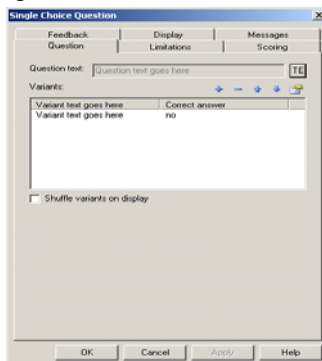 Single Choice Question
Feedback Display Messages
Question Limitations Scoring
Question text: Question text goes here TE
Variants:
Variant text goes here Correct answer
Variant text goes here no
Shuffle variants on display
OK Cancel Apply Help